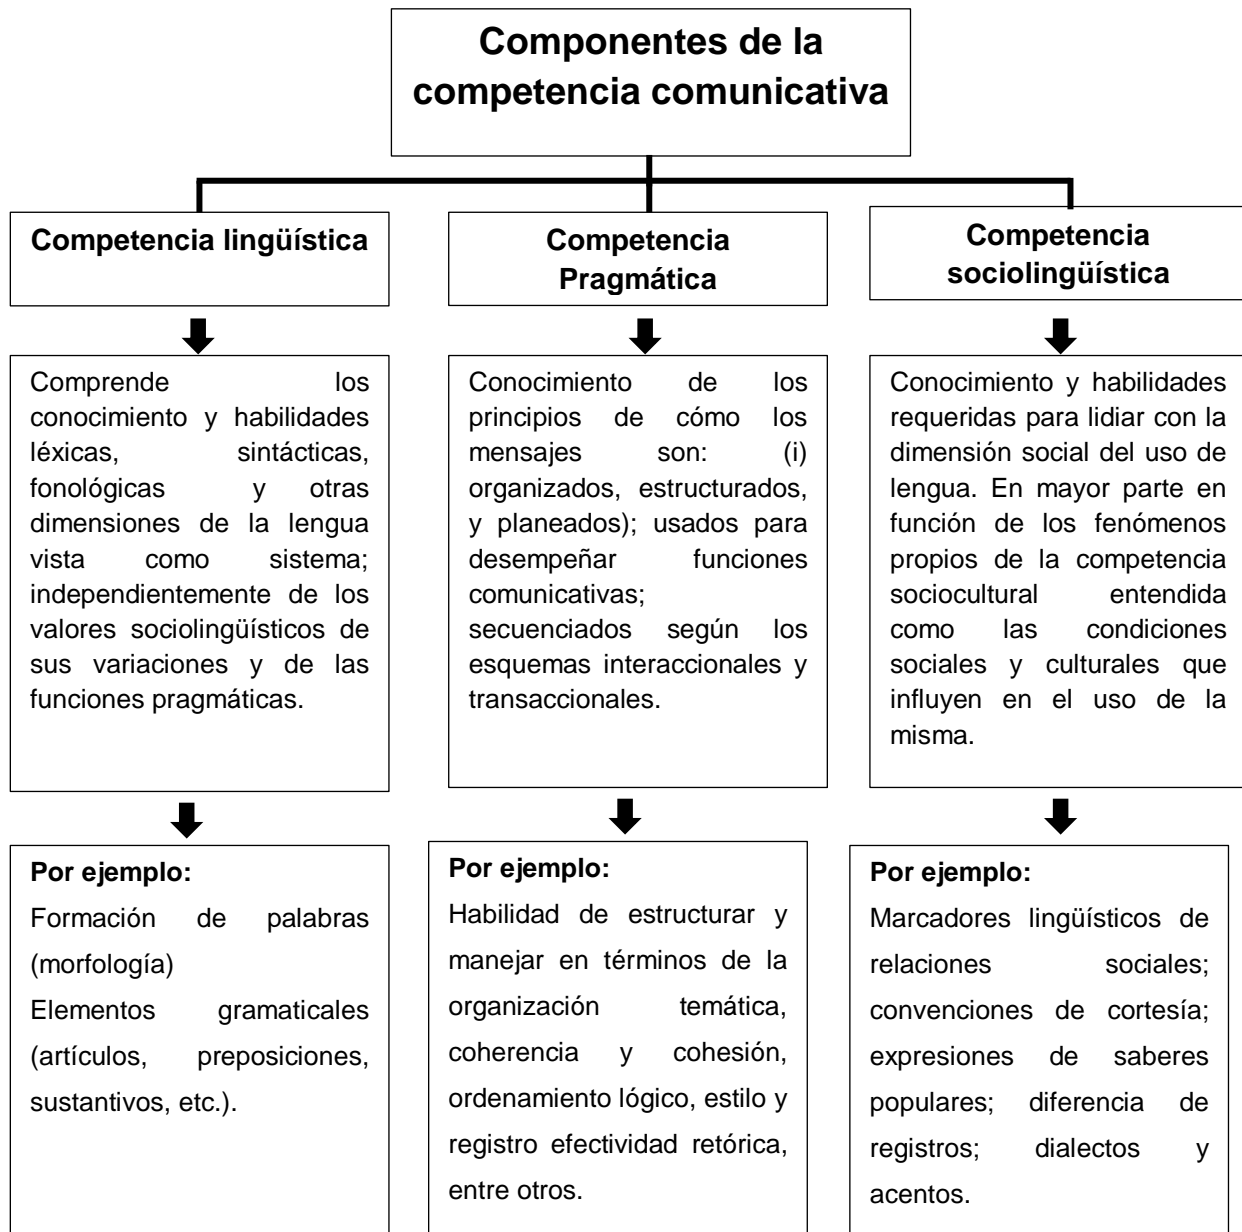 Componentes de la
competencia comunicativa
Competencia lingüística
Competencia
Pragmática
Competencia
sociolingüística
Comprende los
conocimiento y habilidades
léxicas, sintácticas,
fonológicas y otras
dimensiones de la lengua
vista como sistema;
independientemente de los
valores sociolingüísticos de
sus variaciones y de las
funciones pragmáticas.
Conocimiento de los
principios de cómo los
mensajes son: (i)
organizados, estructurados,
y planeados); usados para
desempeñar funciones
comunicativas;
secuenciados según los
esquemas interaccionales y
transaccionales.
Conocimiento y habilidades
requeridas para lidiar con la
dimensión social del uso de
lengua. En mayor parte en
función de los fenómenos
propios de la competencia
sociocultural entendida
como las condiciones
sociales y culturales que
influyen en el uso de la
misma.
Por ejemplo:
Formación de palabras
(morfología)
Elementos gramaticales
(artículos, preposiciones,
sustantivos, etc.).
Por ejemplo:
Habilidad de estructurar y
manejar en términos de la
organización temática,
coherencia y cohesión,
ordenamiento lógico, estilo y
registro efectividad retórica,
entre otros.
Por ejemplo:
Marcadores lingüísticos de
relaciones sociales;
convenciones de cortesía;
expresiones de saberes
populares; diferencia de
registros; dialectos y
acentos.